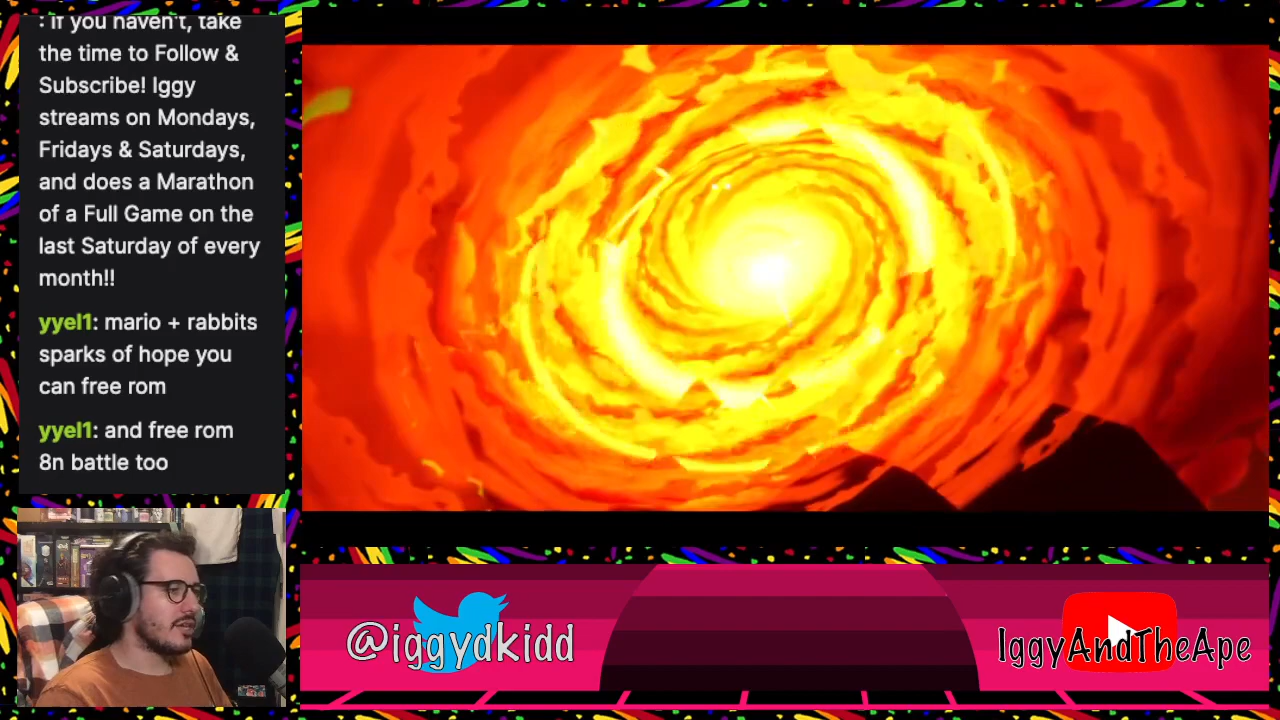 : If you haven't, take
the time to Follow &
Subscribe! Iggy
streams on Mondays,
Fridays & Saturdays,
and does a Marathon
of a Full Game on the
last Saturday of every
month!!
yyel1: mario + rabbits
sparks of hope you
can free rom
yyel1: and free rom
8n battle too
@iggydkidd
IggyAndTheApe